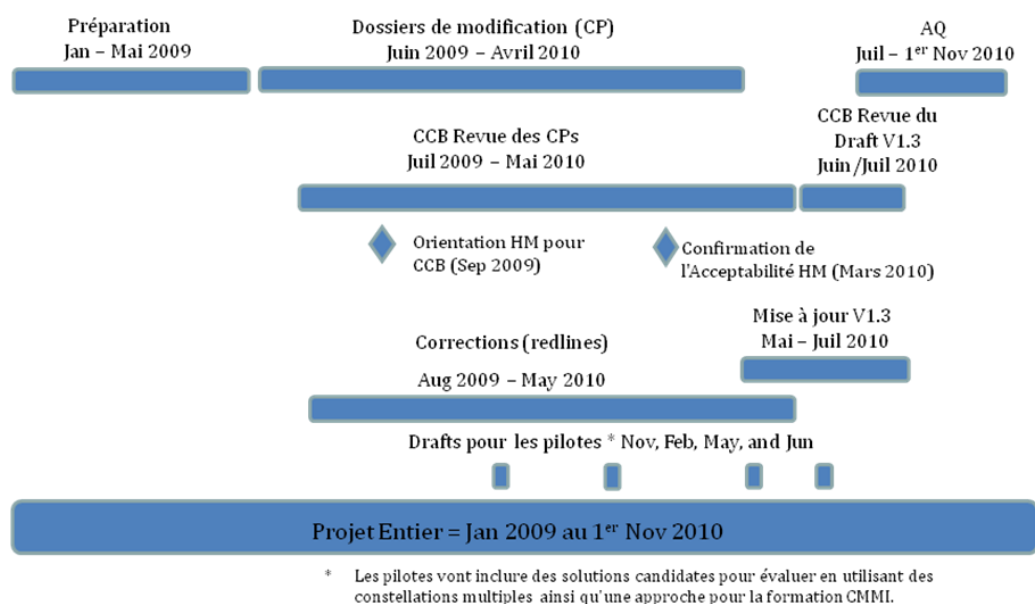 Préparation
Jan – Mai 2009
Dossiers de modification (CP)
Juin 2009 – Avril 2010
AQ
Juil – 1er Nov 2010
CCB Revue des CPs
Juil 2009 – Mai 2010
CCB Revue du
Draft V1.3
Juin/Juil 2010
Orientation HM pour
CCB (Sep 2009)
Confirmation de
l'Acceptabilité HM (Mars 2010)
Mise à jour V1.3
Mai – Juil 2010
Corrections (redlines)
Aug 2009 – May 2010
Drafts pour les pilotes * Nov, Feb, May, and Jun
Projet Entier = Jan 2009 au 1er Nov 2010
* Les pilotes vont inclure des solutions candidates pour évaluer en utilisant des
constellations multiples ainsi qu'une approche pour la formation CMMI.